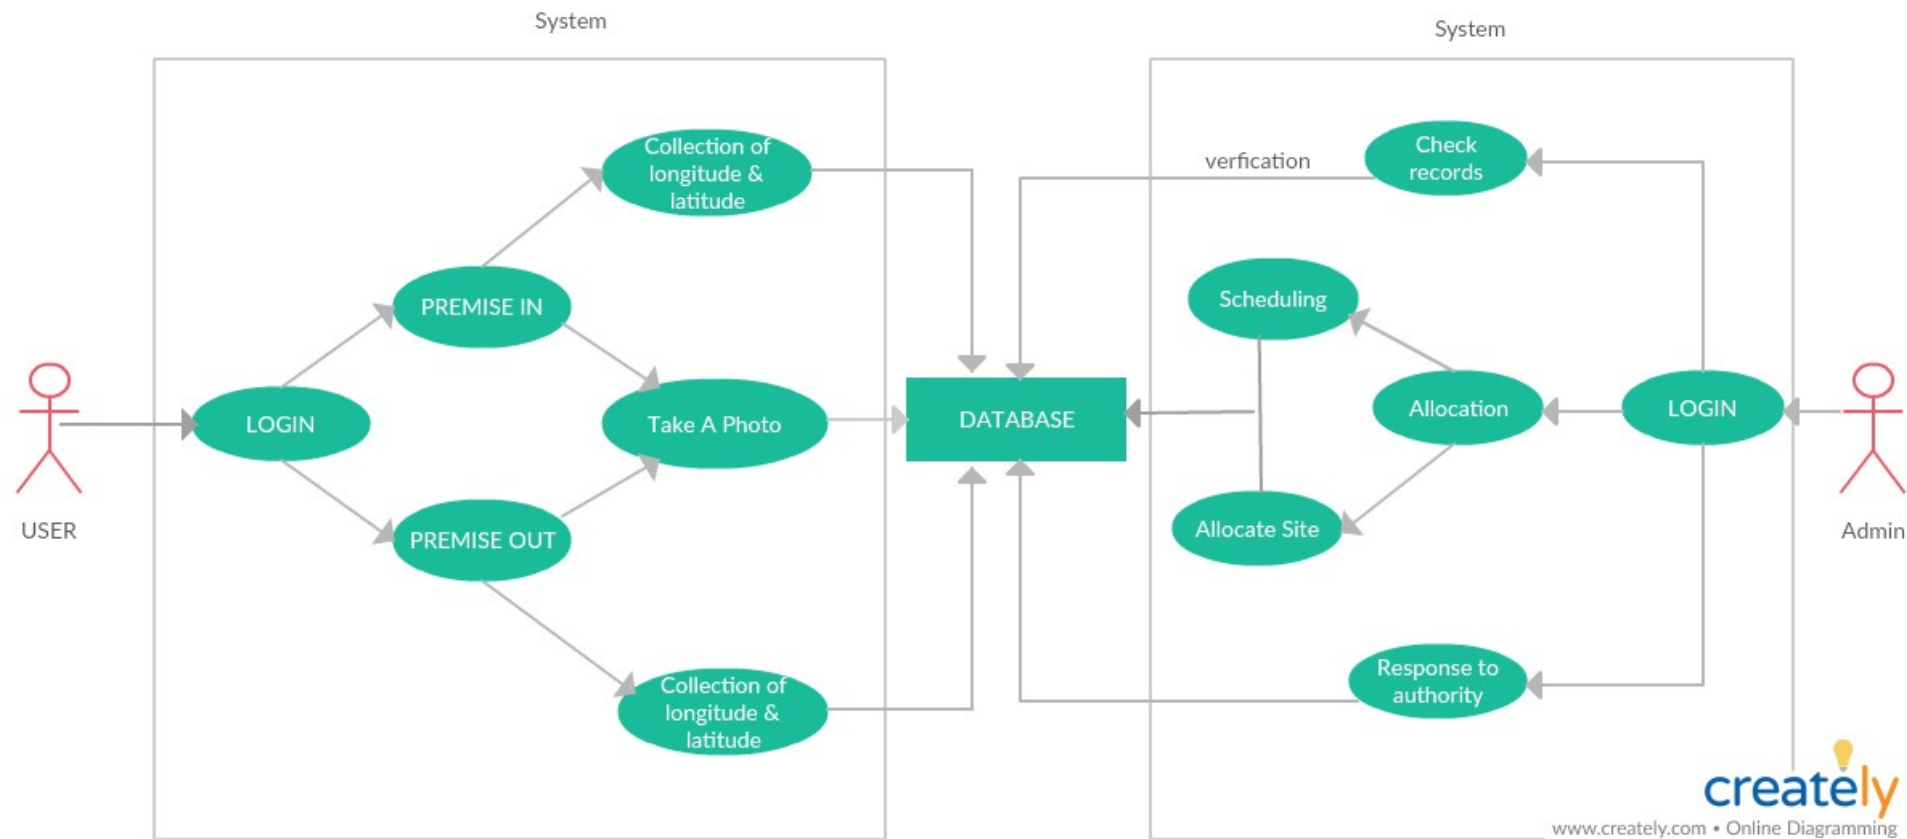 System
System
Collection of
longitude &
latitude
verfication
Check
records
PREMISE IN
Scheduling
LOGIN
Take A Photo
DATABASE
Allocation
LOGIN
USER
PREMISE OUT
Allocate Site
Admin
Collection of
longitude &
latitude
Response to
authority
creately
www.creately.com • Online Diagramming